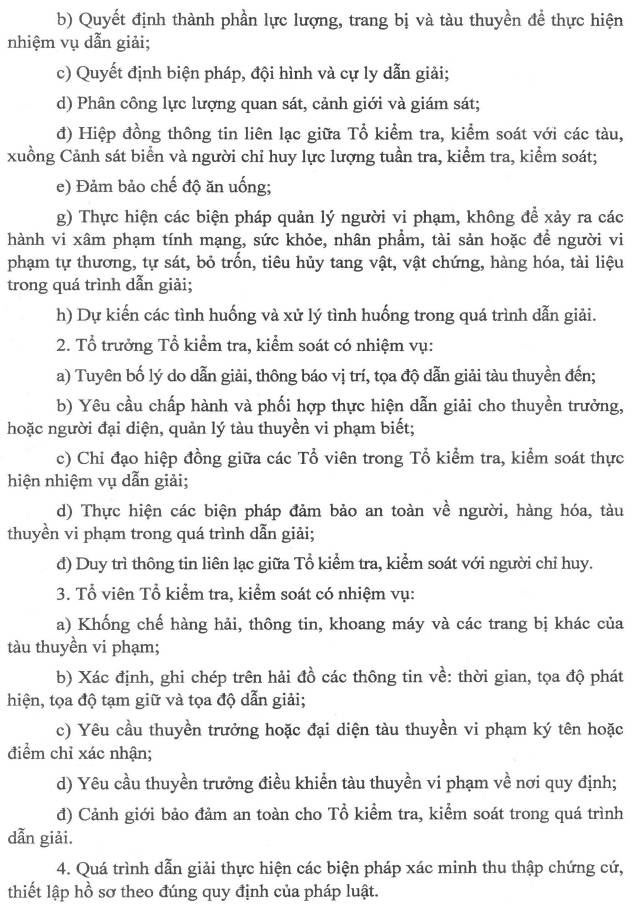 b) Quyết định thành phần lực lượng, trang bị và tàu thuyền để thực hiện
nhiệm vụ dẫn giải;
c) Quyết định biện pháp, đội hình và cự ly dẫn giải;
d) Phân công lực lượng quan sát, cảnh giới và giám sát;
đ) Hiệp đồng thông tin liên lạc giữa Tổ kiểm tra, kiểm soát với các tàu,
xuồng Cảnh sát biển và người chỉ huy lực lượng tuần tra, kiểm tra, kiểm soát;
e) Đảm bảo chế độ ăn uống;
g) Thực hiện các biện pháp quản lý người vi phạm, không để xảy ra các
hành vi xâm phạm tính mạng, sức khỏe, nhân phẩm, tài sản hoặc để người vi
phạm tự thương, tự sát, bỏ trốn, tiêu hủy tang vật, vật chứng, hàng hóa, tài liệu
trong quá trình dẫn giải;
h) Dự kiến các tình huống và xử lý tình huống trong quá trình dẫn giải.
2. Tổ trưởng Tổ kiểm tra, kiểm soát có nhiệm vụ:
a) Tuyên bố lý do dẫn giải, thông báo vị trí, tọa độ dẫn giải tàu thuyền đến;
b) Yêu cầu chấp hành và phối hợp thực hiện dẫn giải cho thuyền trưởng,
hoặc người đại diện, quản lý tàu thuyền vi phạm biết;
c) Chỉ đạo hiệp đồng giữa các Tổ viên trong Tổ kiểm tra, kiểm soát thực
hiện nhiệm vụ dẫn giải;
d) Thực hiện các biện pháp đảm bảo an toàn về người, hàng hóa, tàu
thuyền vi phạm trong quá trình dẫn giải;
đ) Duy trì thông tin liên lạc giữa Tổ kiểm tra, kiểm soát với người chỉ huy.
3. Tổ viên Tổ kiểm tra, kiểm soát có nhiệm vụ:
a) Khống chế hàng hải, thông tin, khoang máy và các trang bị khác của
tàu thuyền vi phạm;
b) Xác định, ghi chép trên hải đồ các thông tin về: thời gian, tọa độ phát
hiện, tọa độ tạm giữ và tọa độ dẫn giải;
c) Yêu cầu thuyền trưởng hoặc đại diện tàu thuyền vi phạm ký tên hoặc
điểm chỉ xác nhận;
d) Yêu cầu thuyền trưởng điều khiển tàu thuyền vi phạm về nơi quy định;
đ) Cảnh giới bảo đảm an toàn cho Tổ kiểm tra, kiểm soát trong quá trình
dẫn giải.
4. Quá trình dẫn giải thực hiện các biện pháp xác minh thu thập chứng cứ,
thiết lập hồ sơ theo đúng quy định của pháp luật.